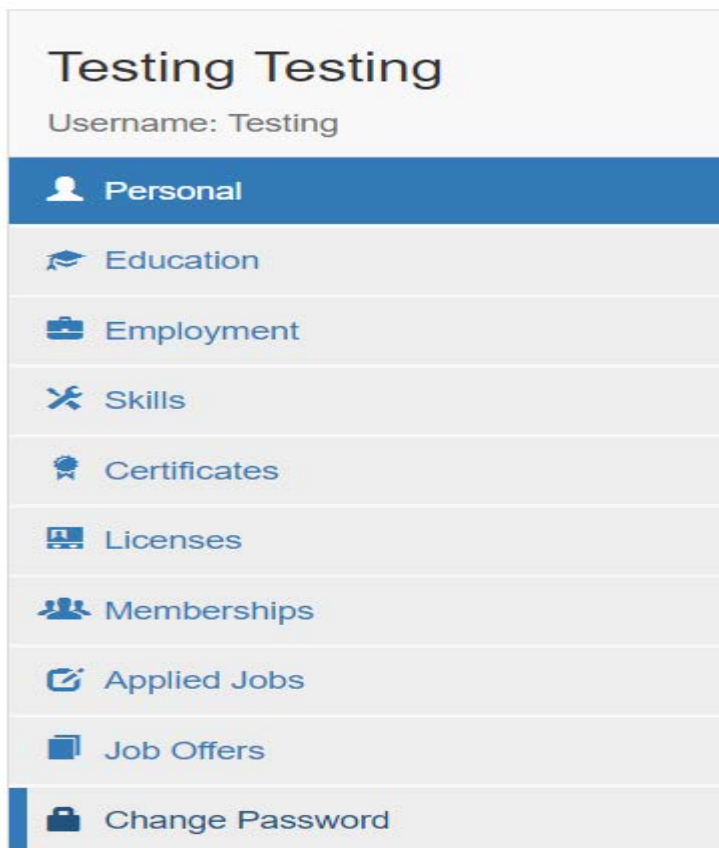 Testing Testing
Username: Testing
Personal
Education
Employment
Skills
Certificates
Licenses
Memberships
Applied Jobs
Job Offers
Change Password